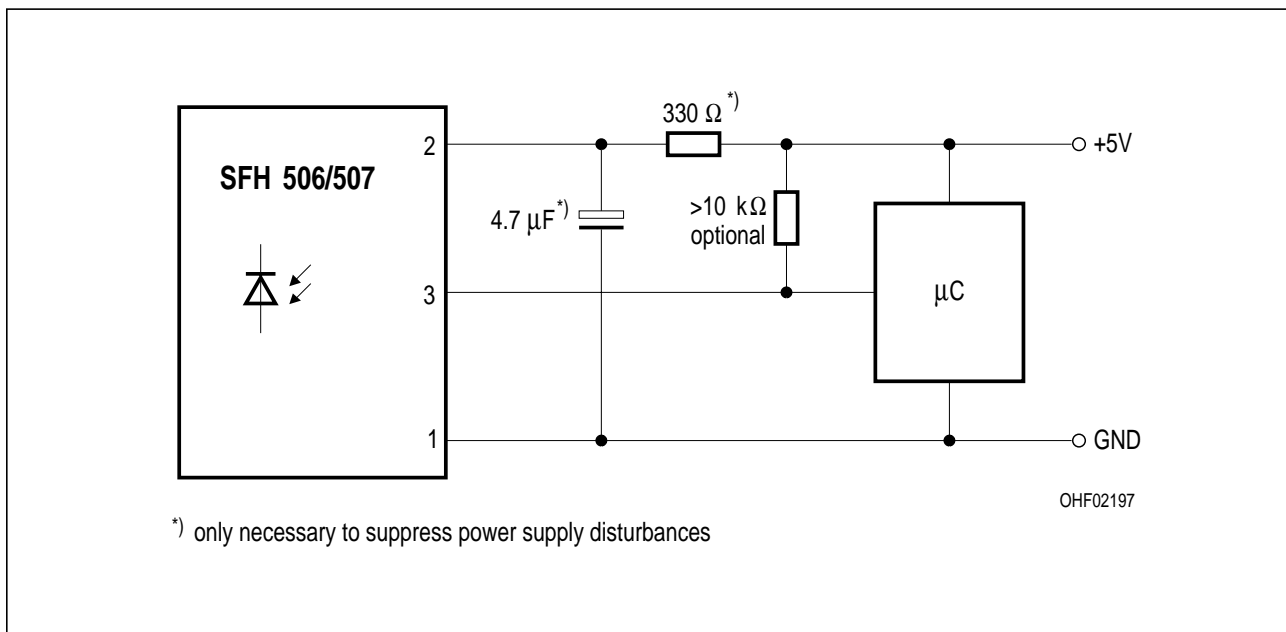 330 Ω *)
2
+5V
SFH 506/507
4.7 µF*)
>10 kΩ
optional
3
µC
1
GND
OHF02197
*) only necessary to suppress power supply disturbances